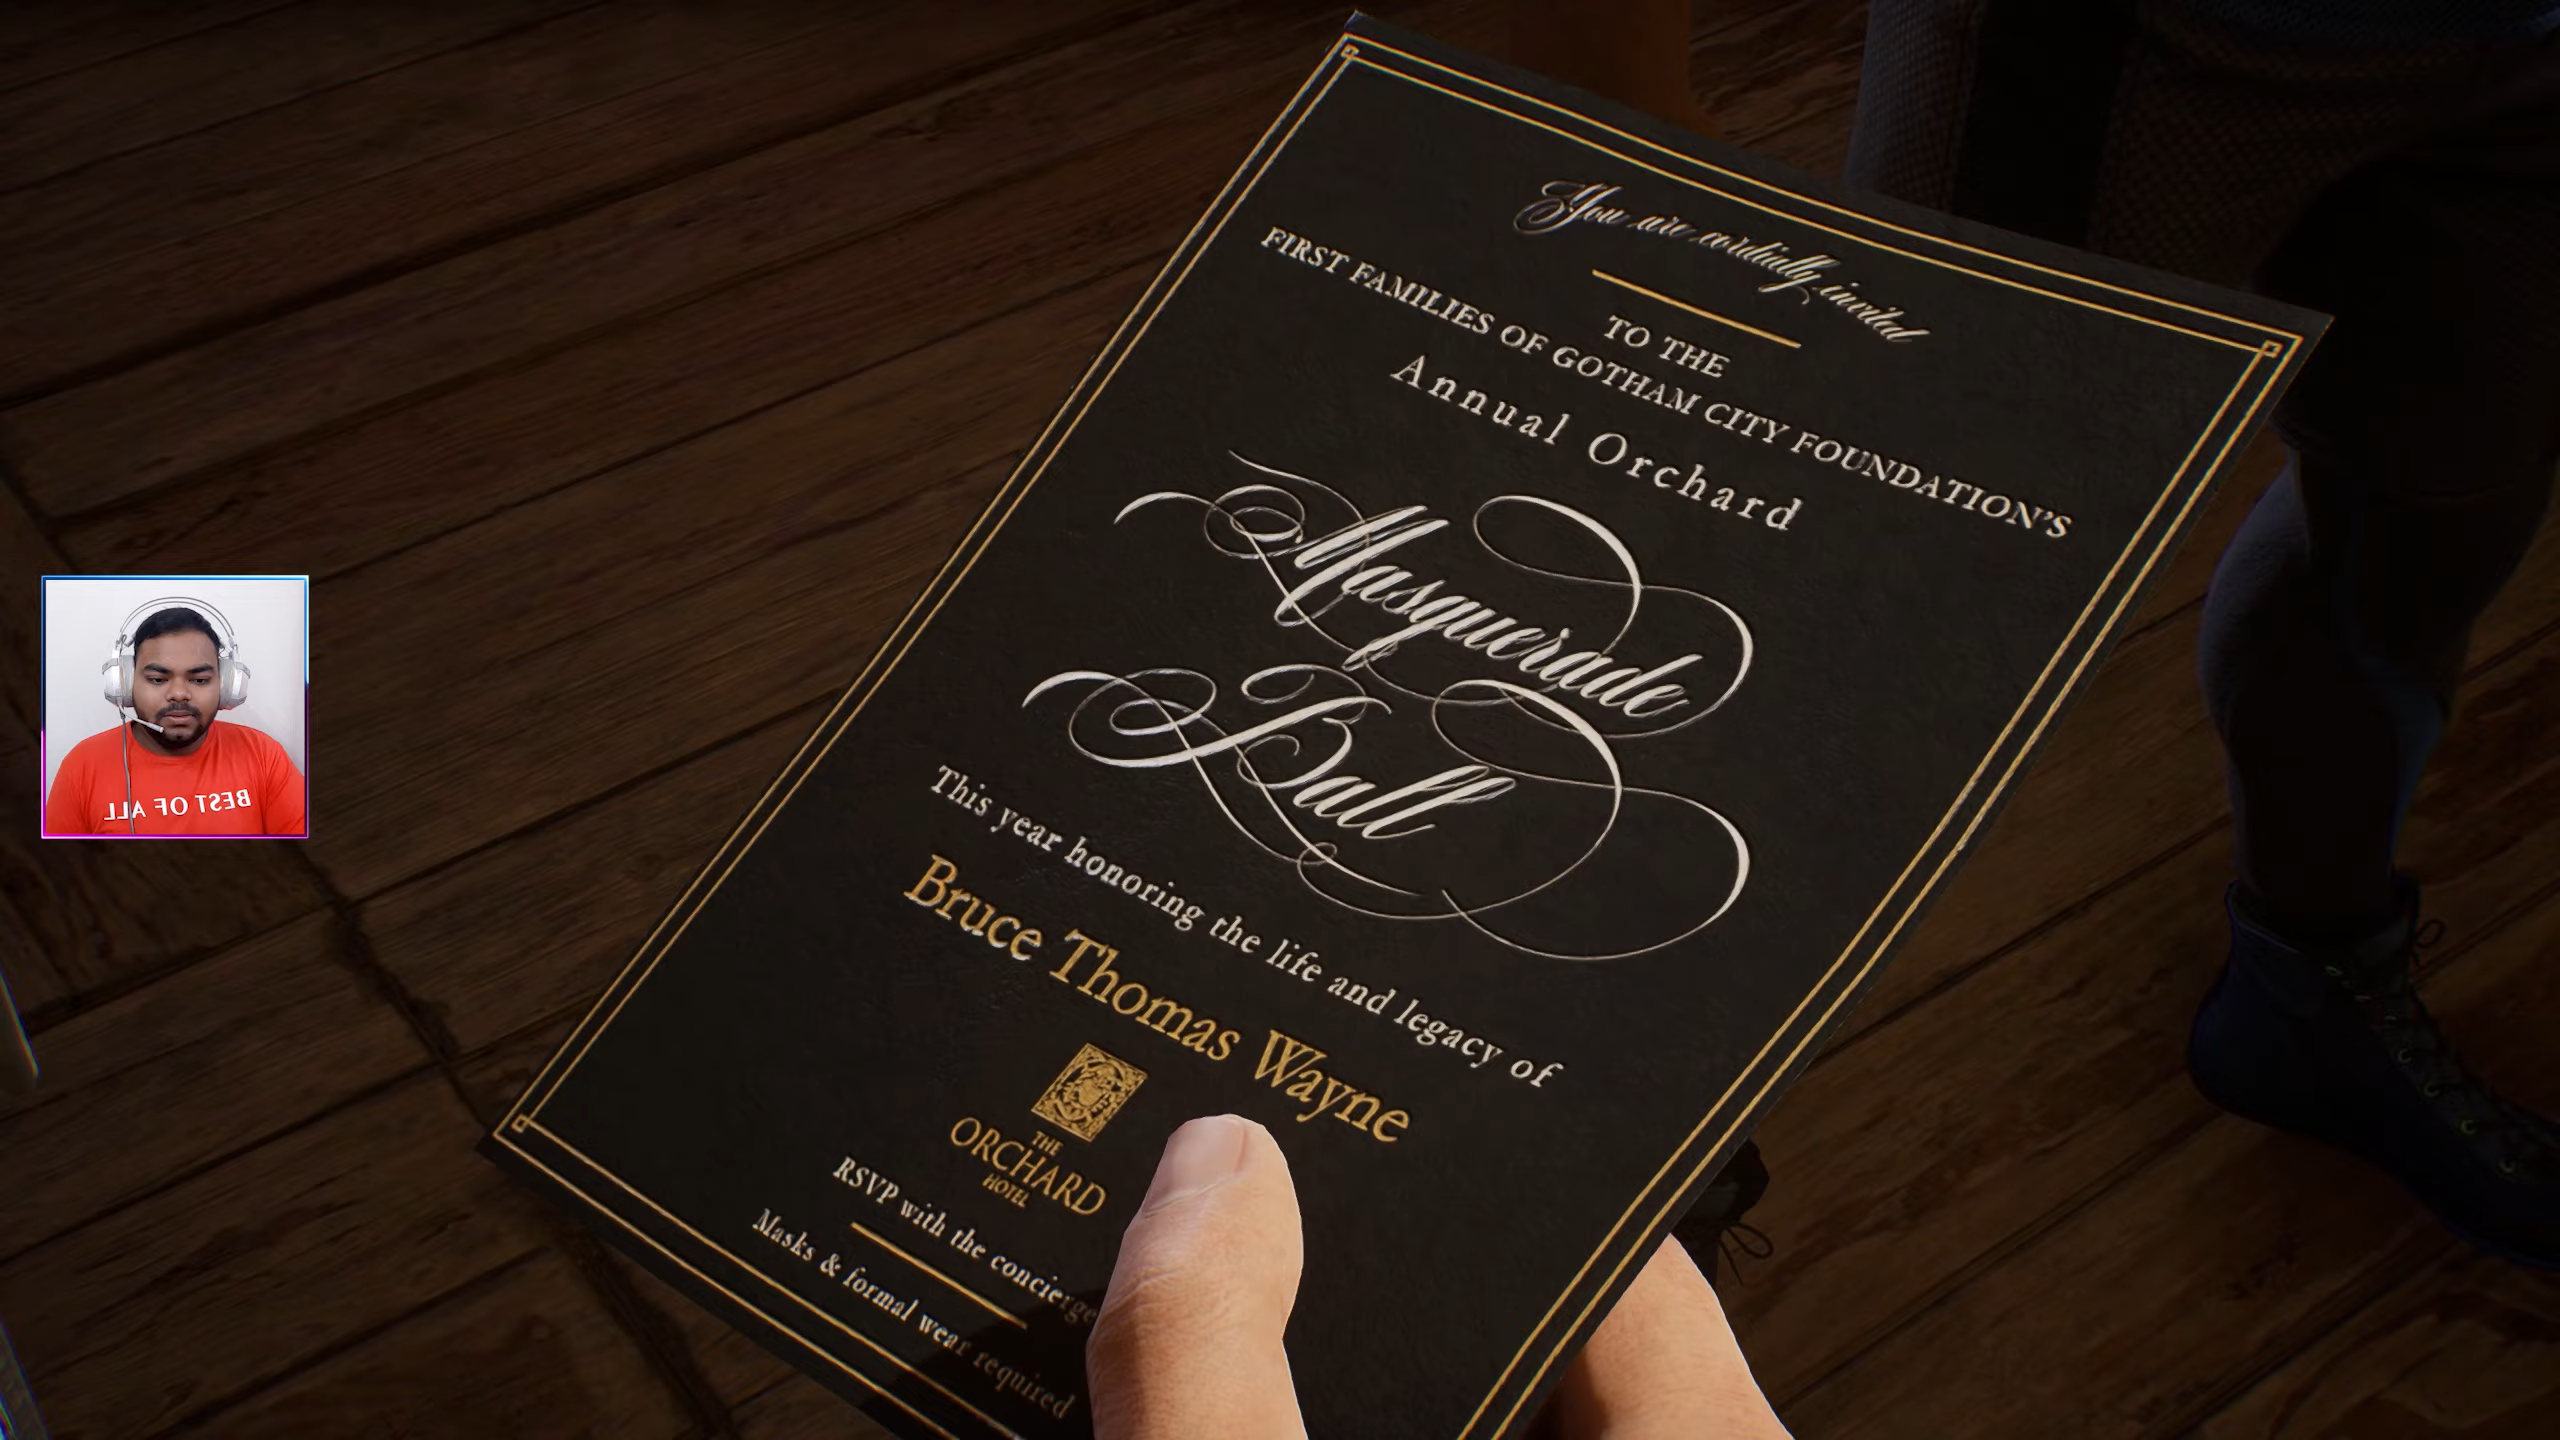 You are cordially invited
TO THE
FIRST FAMILIES OF GOTHAM CITY FOUNDATION'S
Annual Orchard
Masquerade
Ball
This year honoring the life and legacy of
Bruce Thomas Wayne
THE
ORCHARD
HOTEL
RSVP with the concierge
Masks & formal wear required
BEST OF ALL